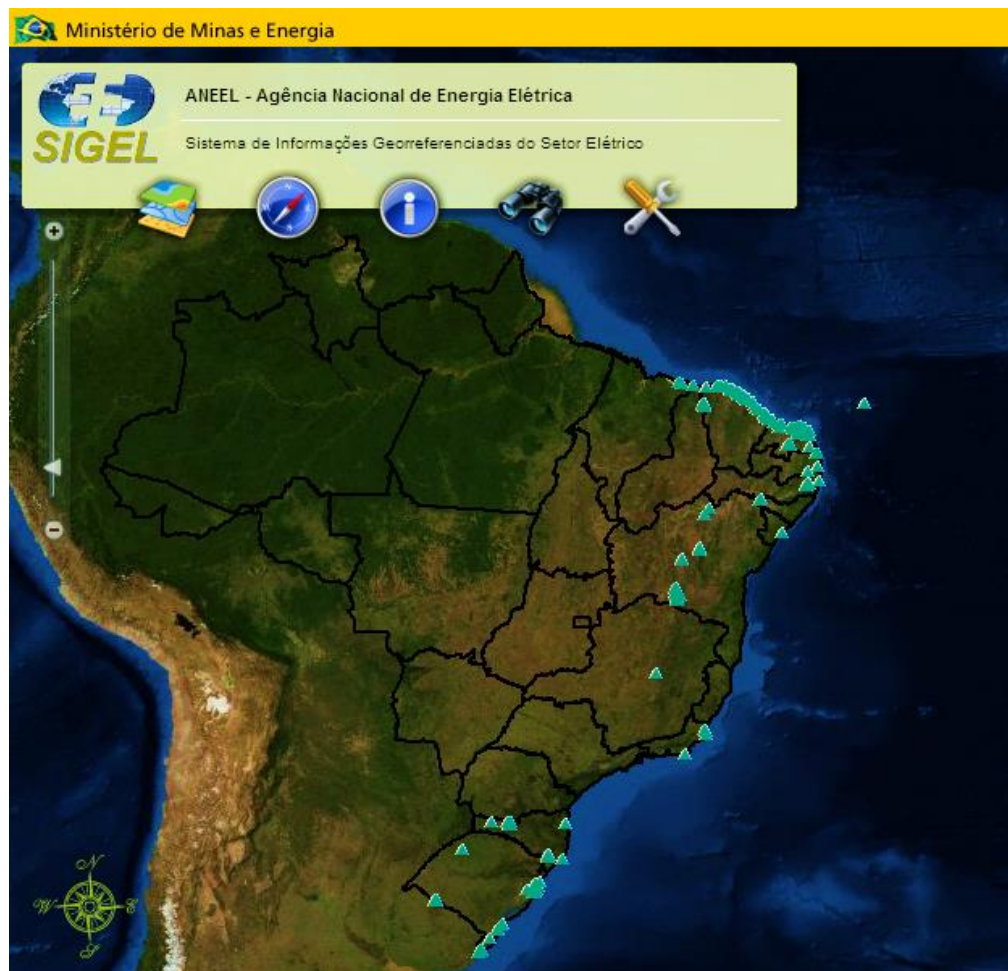 Ministério de Minas e Energia
ANEEL - Agência Nacional de Energia Elétrica
SIGEL
Sistema de Informações Georreferenciadas do Setor Elétrico
N
W E
S